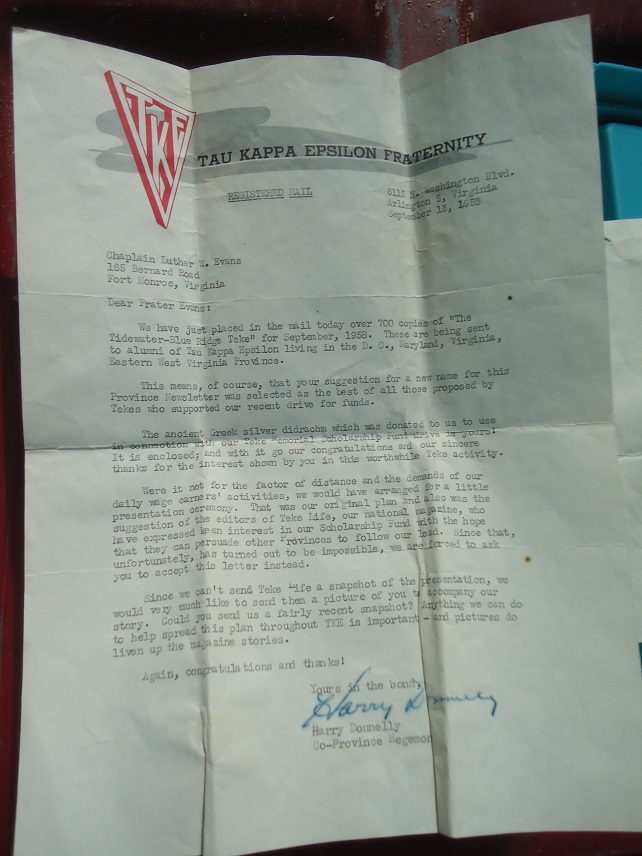 TKE
TAU KAPPA EPSILON FRATERNITY
REGISTERED MAIL
6115 N. Washington Blvd.
Arlington 5, Virginia
September 15, 1958
Chaplain Luther W. Evans
165 Bernard Road
Fort Monroe, Virginia
Dear Frater Evans:
We have just placed in the mail today over 700 copies of "The
Tidewater-Blue Ridge Teke" for September, 1958. These are being sent
to alumni of Tau Kappa Epsilon living in the D. C., Maryland, Virginia,
Eastern West Virginia Province.
This means, of course, that your suggestion for a new name for this
Province Newsletter was selected as the best of all those proposed by
Tekes who supported our recent drive for funds.
The ancient Greek silver didrachm which was donated to us to use
in connection with our Teke Memorial Scholarship Fund drive is yours!
It is enclosed; and with it go our congratulations and our sincere
thanks for the interest shown by you in this worthwhile Teke activity.
Were it not for the factor of distance and the demands of our
daily wage earners' activities, we would have arranged for a little
presentation ceremony. That was our original plan and also was the
suggestion of the editors of Teke Life, our national magazine, who
have expressed keen interest in our Scholarship Fund with the hope
that they can persuade other Provinces to follow our lead. Since that,
unfortunately, has turned out to be impossible, we are forced to ask
you to accept this letter instead.
Since we can't send Teke Life a snapshot of the presentation, we
would very much like to send them a picture of you to accompany our
story. Could you send us a fairly recent snapshot? Anything we can do
to help spread this plan throughout TKE is important - and pictures do
liven up the magazine stories.
Again, congratulations and thanks!
Yours in the bond,
Harry Donnelly
Harry Donnelly
Co-Province Hegemon